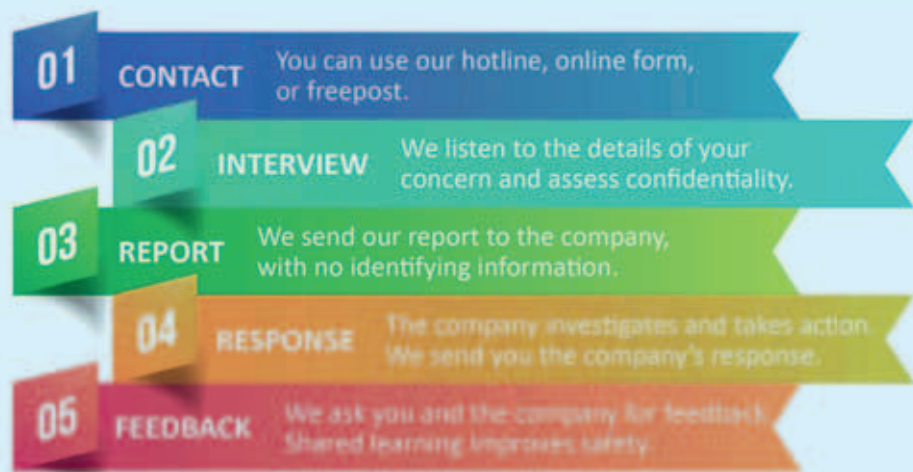 01 CONTACT You can use our hotline, online form,
or freepost.
02 INTERVIEW We listen to the details of your
concern and assess confidentiality.
03 REPORT We send our report to the company,
with no identifying information.
04 RESPONSE The company investigates and takes action.
We send you the company's response.
05 FEEDBACK We ask you and the company for feedback.
Shared learning improves safety.